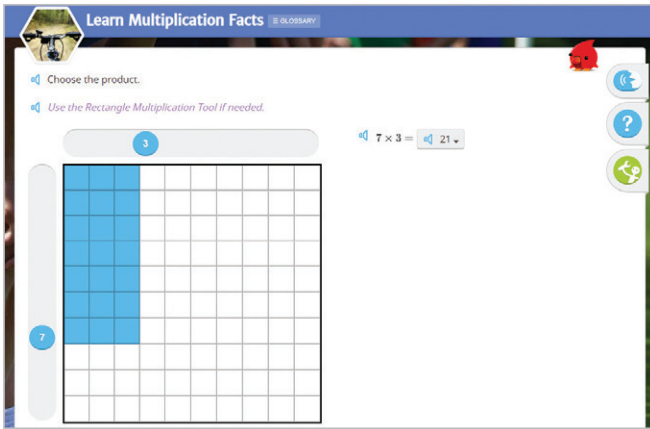 Learn Multiplication Facts ≡ GLOSSARY
Choose the product.
Use the Rectangle Multiplication Tool if needed.
3
7 × 3 = 21
7
?